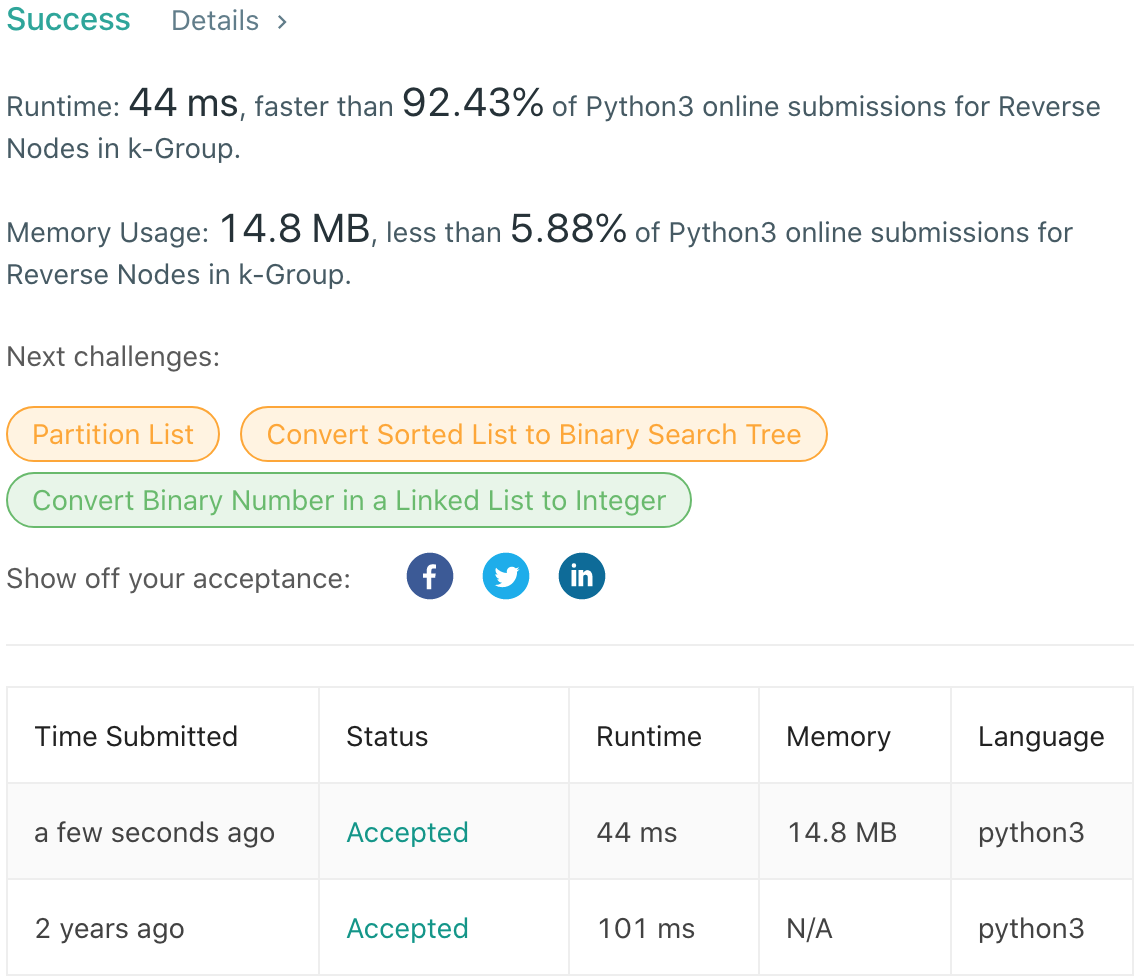 Success Details >
Runtime: 44 ms, faster than 92.43% of Python3 online submissions for Reverse
Nodes in k-Group.
Memory Usage: 14.8 MB, less than 5.88% of Python3 online submissions for
Reverse Nodes in k-Group.
Next challenges:
Partition List Convert Sorted List to Binary Search Tree
Convert Binary Number in a Linked List to Integer
Show off your acceptance: f in
Time Submitted Status Runtime Memory Language
a few seconds ago Accepted 44 ms 14.8 MB python3
2 years ago Accepted 101 ms N/A python3